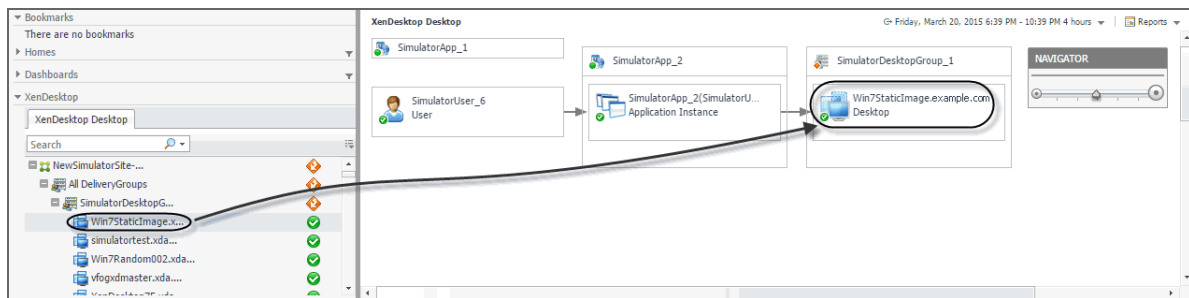 Bookmarks
There are no bookmarks
Homes
Dashboards
XenDesktop
XenDesktop Desktop
Search
NewSimulatorSite-...
All DeliveryGroups
SimulatorDesktopG...
Win7StaticImage.x...
simulatortest.xda...
Win7Random002.xda...
vfogxdmaster.xda....
XenDesktop Desktop
Friday, March 20, 2015 6:39 PM - 10:39 PM 4 hours
Reports
SimulatorApp_1
SimulatorUser_6
User
SimulatorApp_2
SimulatorApp_2(SimulatorU...
Application Instance
SimulatorDesktopGroup_1
Win7StaticImage.example.com
Desktop
NAVIGATOR